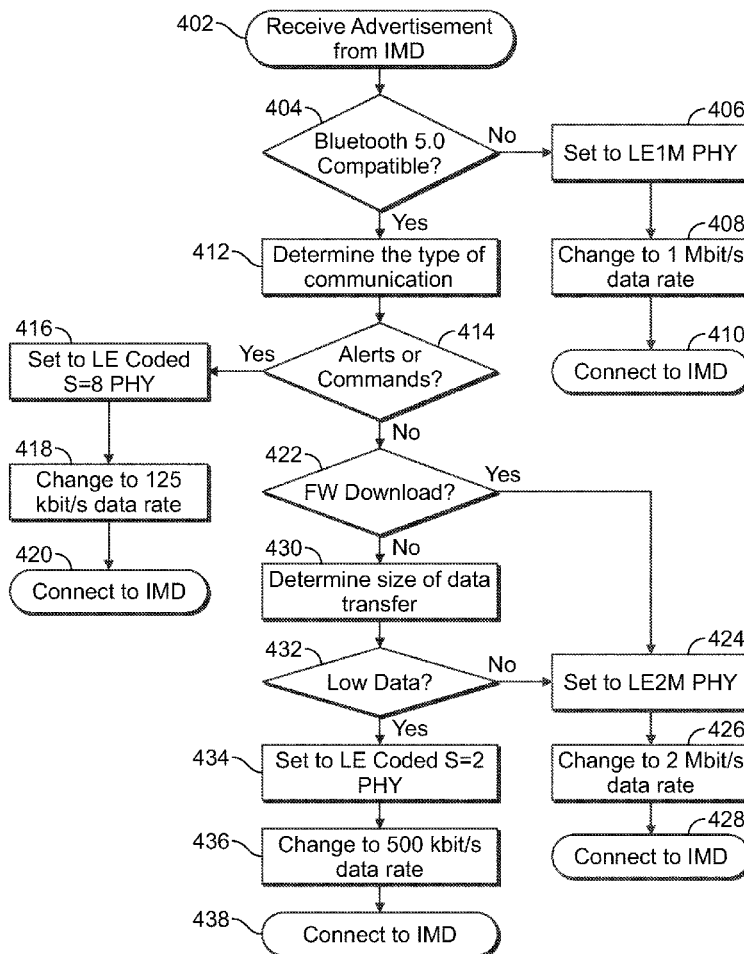 402
Receive Advertisement
from IMD
404
Bluetooth 5.0
Compatible?
No
406
Set to LE1M PHY
Yes
408
Change to 1 Mbit/s
data rate
410
Connect to IMD
412
Determine the type of
communication
414
Alerts or
Commands?
Yes
416
Set to LE Coded
S=8 PHY
418
Change to 125
kbit/s data rate
420
Connect to IMD
No
422
FW Download?
Yes
No
430
Determine size of data
transfer
432
Low Data?
No
424
Set to LE2M PHY
426
Change to 2 Mbit/s
data rate
428
Connect to IMD
Yes
434
Set to LE Coded S=2
PHY
436
Change to 500 kbit/s
data rate
438
Connect to IMD